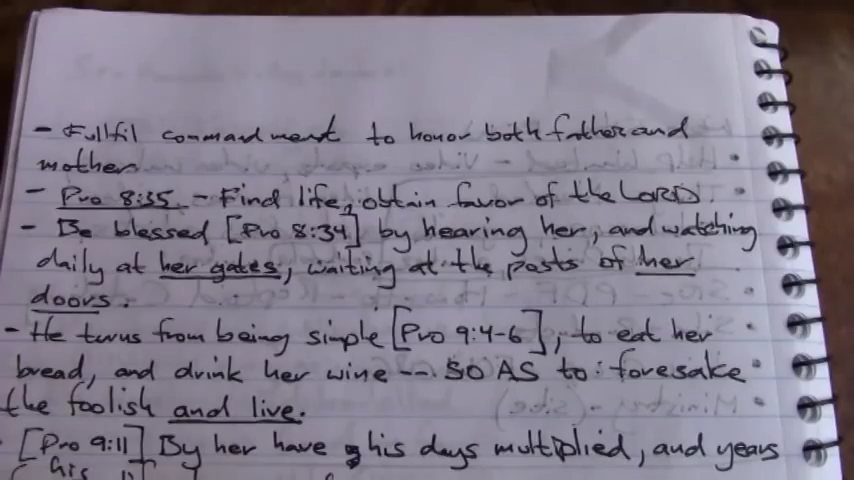 - Fullfil commandment to honor both father and
mother
- Pro 8:35 - Find life, obtain favor of the LORD
- Be blessed [Pro 8:34] by hearing her, and watching
daily at her gates, waiting at the posts of her
doors.
- He turns from being simple [Pro 9:4-6], to eat her
bread, and drink her wine -- SO AS to foresake
the foolish and live.
[Pro 9:11] By her have his days multiplied, and years
his